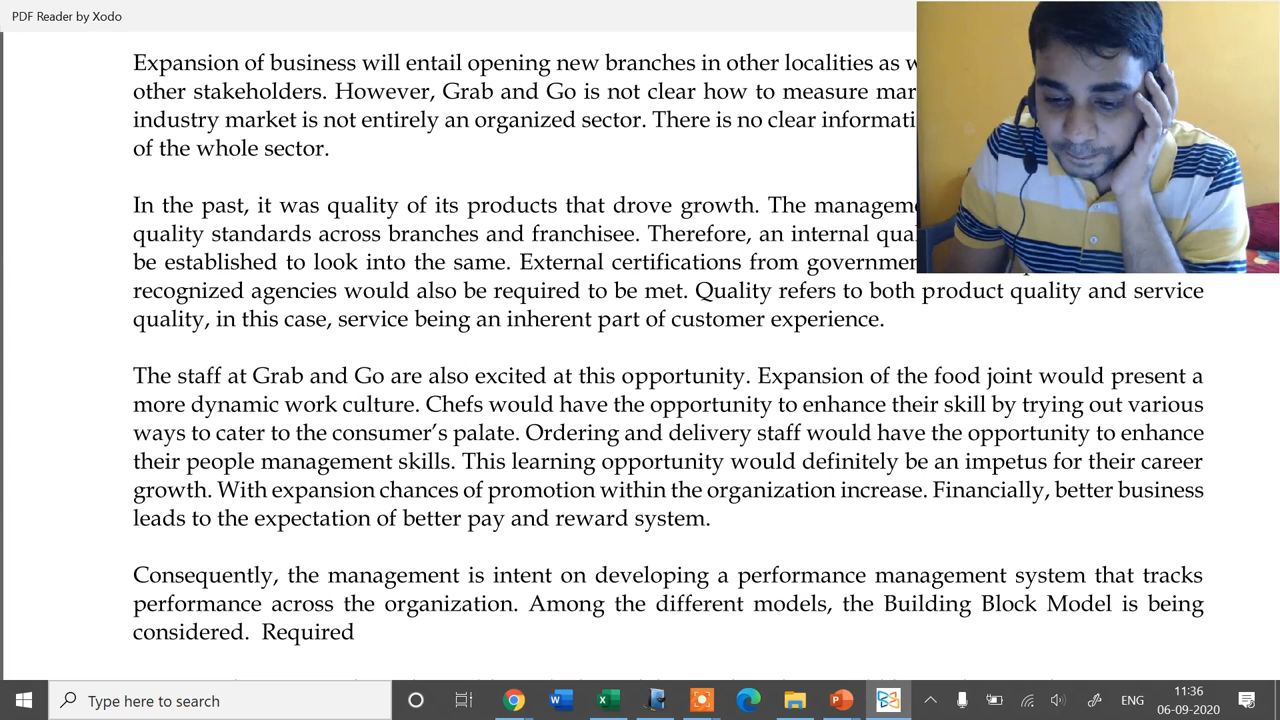 PDF Reader by Xodo
Expansion of business will entail opening new branches in other localities as
other stakeholders. However, Grab and Go is not clear how to measure
industry market is not entirely an organized sector. There is no clear
of the whole sector.
In the past, it was quality of its products that drove growth. The
quality standards across branches and franchisee. Therefore, an internal
be established to look into the same. External certifications from
recognized agencies would also be required to be met. Quality refers to both product quality and service
quality, in this case, service being an inherent part of customer experience.
The staff at Grab and Go are also excited at this opportunity. Expansion of the food joint would present a
more dynamic work culture. Chefs would have the opportunity to enhance their skill by trying out various
ways to cater to the consumer’s palate. Ordering and delivery staff would have the opportunity to enhance
their people management skills. This learning opportunity would definitely be an impetus for their career
growth. With expansion chances of promotion within the organization increase. Financially, better business
leads to the expectation of better pay and reward system.
Consequently, the management is intent on developing a performance management system that tracks
performance across the organization. Among the different models, the Building Block Model is being
considered. Required
Type here to search
ENG
11:36
06-09-2020